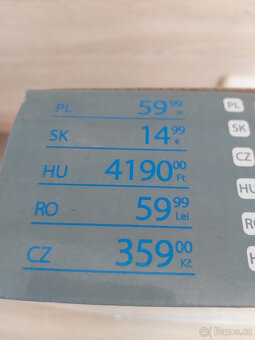 PL 59 99 zł
SK 14 99 €
HU 4190 00 Ft
RO 59 99 Lei
CZ 359 00 Kč
PL
SK
CZ
HU
RO
bazos.cz